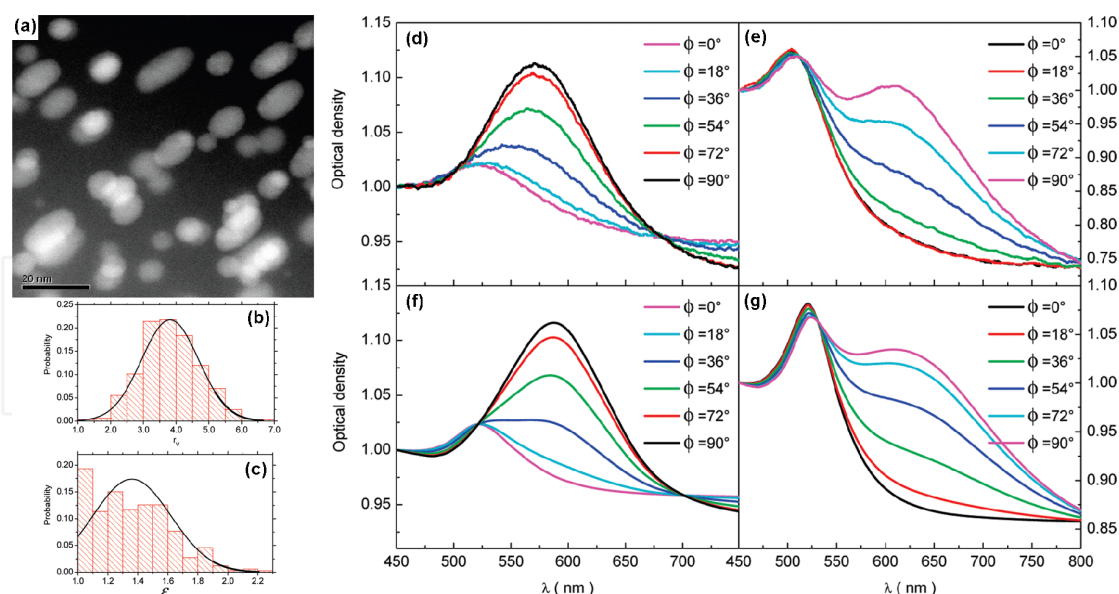 (a)
20 nm
(b)
Probability
0.25
0.20
0.15
0.10
0.05
0.00
1.0 2.0 3.0 4.0 5.0 6.0 7.0
rᵥ
(c)
Probability
0.20
0.15
0.10
0.05
0.00
1.0 1.2 1.4 1.6 1.8 2.0 2.2
ε
(d)
Optical density
1.15
1.10
1.05
1.00
0.95
1.15
ϕ =0°
ϕ =18°
ϕ =36°
ϕ =54°
ϕ =72°
ϕ =90°
(e)
ϕ =0°
ϕ =18°
ϕ =36°
ϕ =54°
ϕ =72°
ϕ =90°
1.10
1.05
1.00
0.95
0.90
0.85
0.80
0.75
1.10
(f)
Optical density
1.10
1.05
1.00
0.95
ϕ =0°
ϕ =18°
ϕ =36°
ϕ =54°
ϕ =72°
ϕ =90°
450 500 550 600 650 700 450
λ ( nm )
(g)
ϕ =0°
ϕ =18°
ϕ =36°
ϕ =54°
ϕ =72°
ϕ =90°
1.05
1.00
0.95
0.90
0.85
500 550 600 650 700 750 800
λ ( nm )